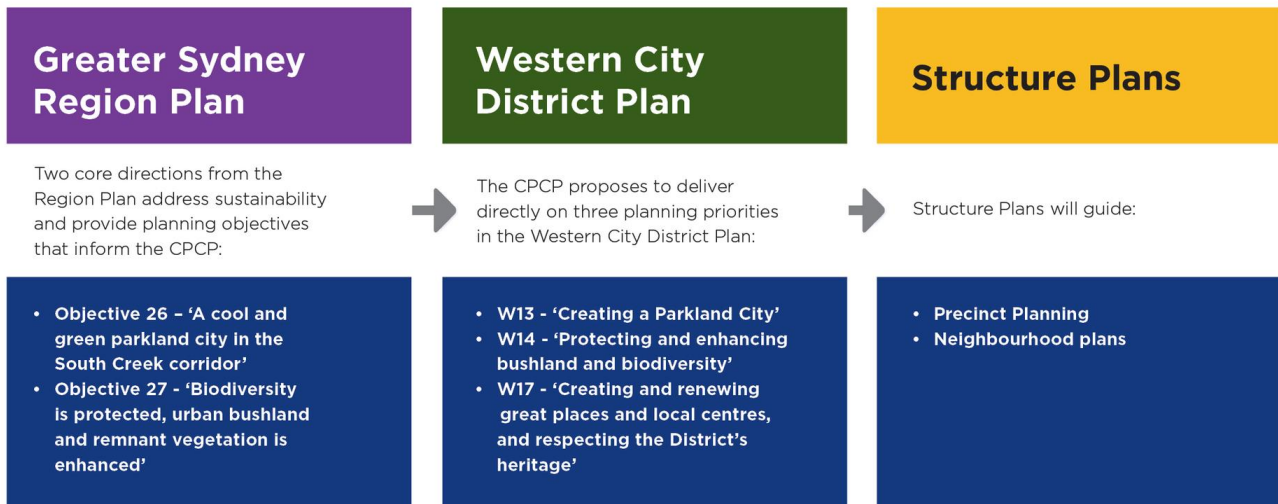 Greater Sydney
Region Plan
Two core directions from the
Region Plan address sustainability
and provide planning objectives
that inform the CPCP:
• Objective 26 – ‘A cool and
green parkland city in the
South Creek corridor’
• Objective 27 - ‘Biodiversity
is protected, urban bushland
and remnant vegetation is
enhanced’
Western City
District Plan
The CPCP proposes to deliver
directly on three planning priorities
in the Western City District Plan:
• W13 - ‘Creating a Parkland City’
• W14 - ‘Protecting and enhancing
bushland and biodiversity’
• W17 - ‘Creating and renewing
great places and local centres,
and respecting the District’s
heritage’
Structure Plans
Structure Plans will guide:
• Precinct Planning
• Neighbourhood plans